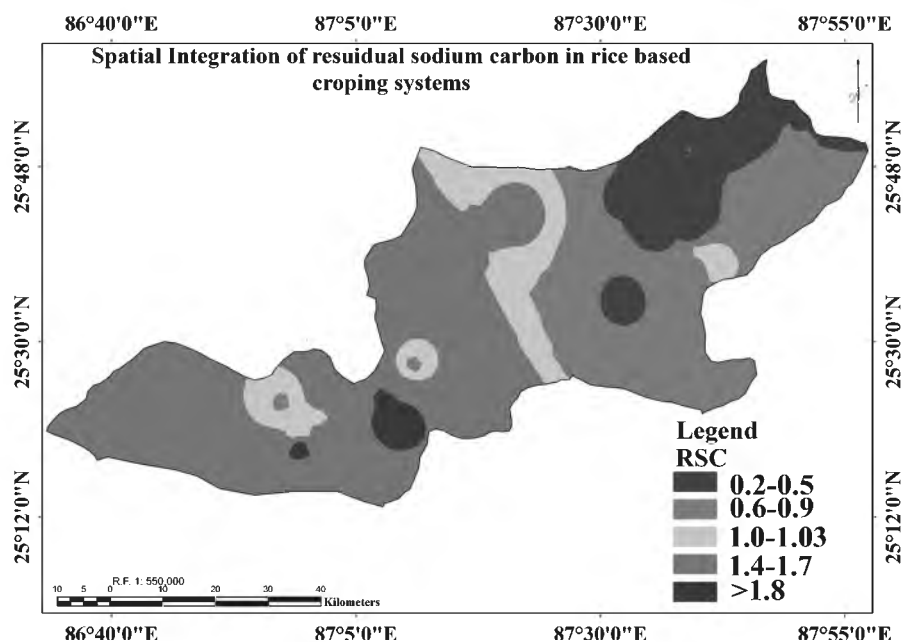 86°40'0"E 87°5'0"E 87°30'0"E 87°55'0"E
Spatial Integration of resuidual sodium carbon in rice based
croping systems
25°48'0"N 25°48'0"N
25°30'0"N 25°30'0"N
25°12'0"N 25°12'0"N
Legend
RSC
0.2-0.5
0.6-0.9
1.0-1.03
1.4-1.7
>1.8
R.F. 1: 550,000
10 5 0 10 20 30 40
Kilometers
86°40'0"E 87°5'0"E 87°30'0"E 87°55'0"E